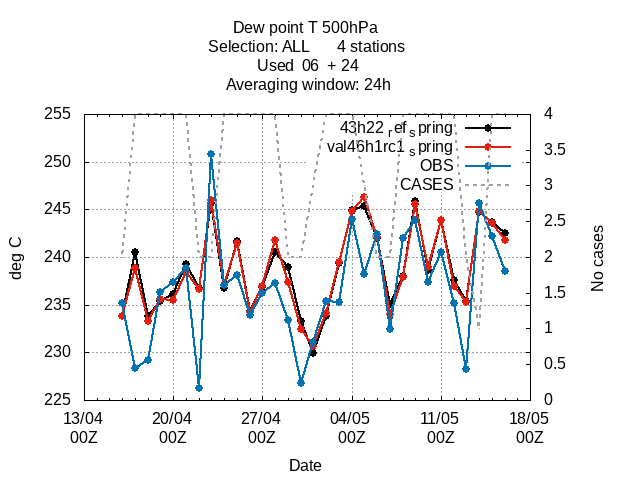 Dew point T 500hPa
Selection: ALL 4 stations
Used 06 + 24
Averaging window: 24h
255 4
250 3.5
245 3
240 2.5
235 2
230 1.5
225 1
0.5
0
deg C
No cases
43h22_ref_spring
val46h1rc1_spring
OBS
CASES
13/04 20/04 27/04 04/05 11/05 18/05
00Z 00Z 00Z 00Z 00Z 00Z
Date